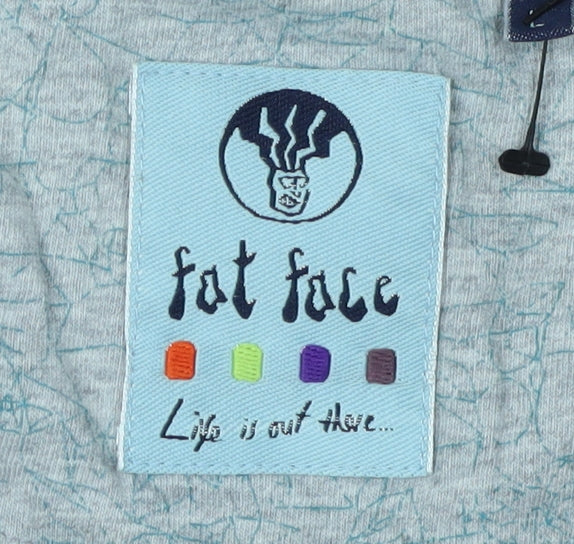 fat face
Life is out there...